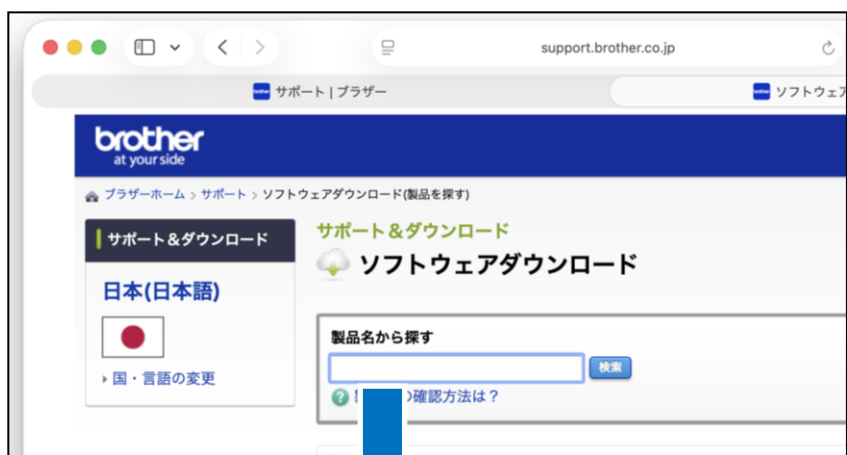 support.brother.co.jp
サポート | ブラザー
ソフトウェア
brother
at your side
ブラザーホーム > サポート > ソフトウェアダウンロード(製品を探す)
サポート＆ダウンロード
日本(日本語)
国・言語の変更
サポート＆ダウンロード
ソフトウェアダウンロード
製品名から探す
検索
の確認方法は？